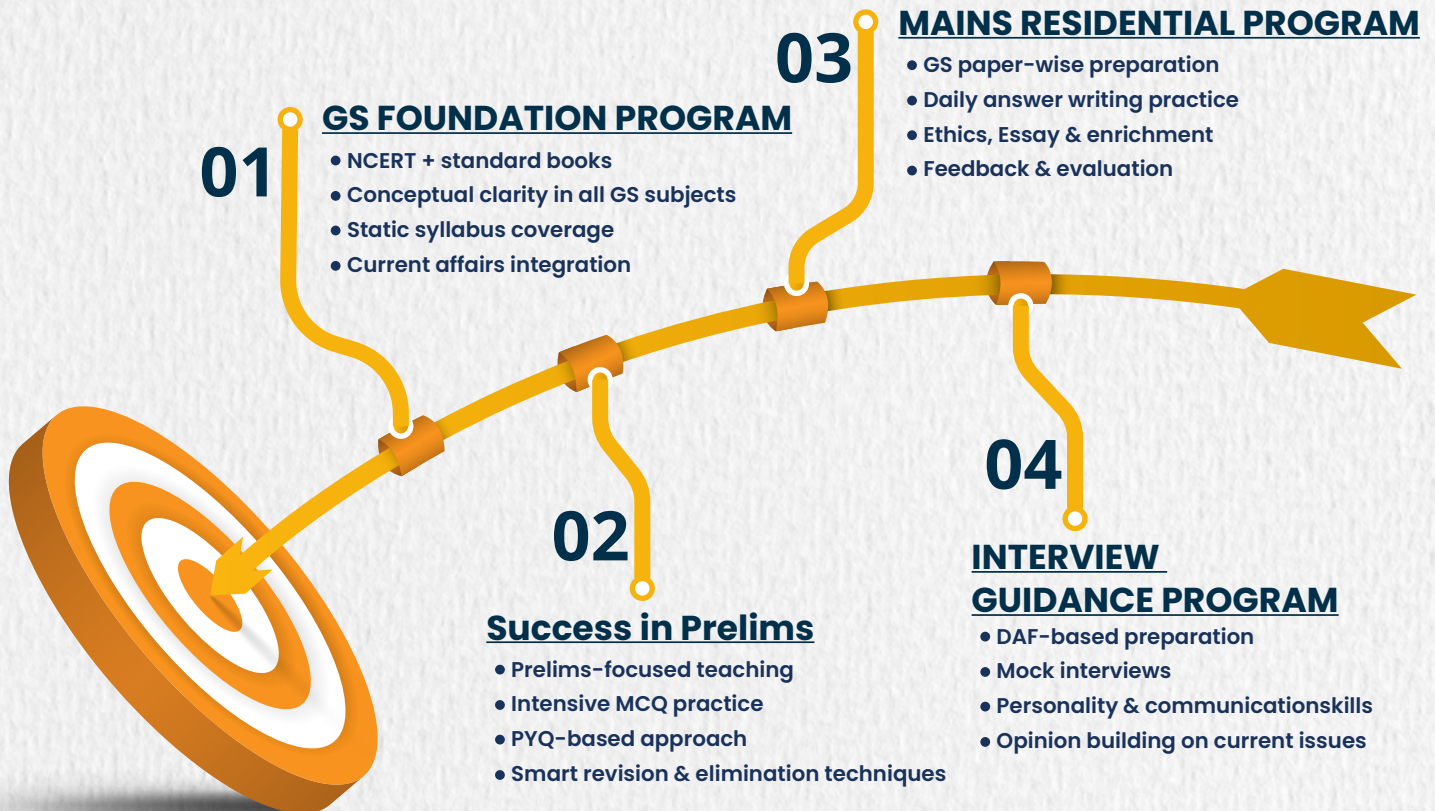 01
GS FOUNDATION PROGRAM
• NCERT + standard books
• Conceptual clarity in all GS subjects
• Static syllabus coverage
• Current affairs integration
02
Success in Prelims
• Prelims-focused teaching
• Intensive MCQ practice
• PYQ-based approach
• Smart revision & elimination techniques
03
MAINS RESIDENTIAL PROGRAM
• GS paper-wise preparation
• Daily answer writing practice
• Ethics, Essay & enrichment
• Feedback & evaluation
04
INTERVIEW
GUIDANCE PROGRAM
• DAF-based preparation
• Mock interviews
• Personality & communicationskills
• Opinion building on current issues